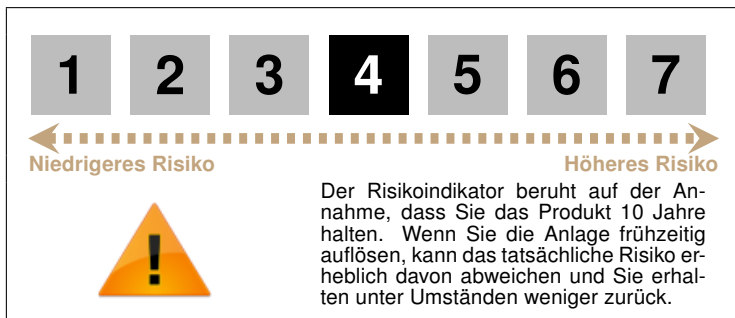 1 2 3 4 5 6 7
Niedrigeres Risiko Höheres Risiko
Der Risikoindikator beruht auf der An-
nahme, dass Sie das Produkt 10 Jahre
halten. Wenn Sie die Anlage frühzeitig
auflösen, kann das tatsächliche Risiko er-
heblich davon abweichen und Sie erhal-
ten unter Umständen weniger zurück.
!